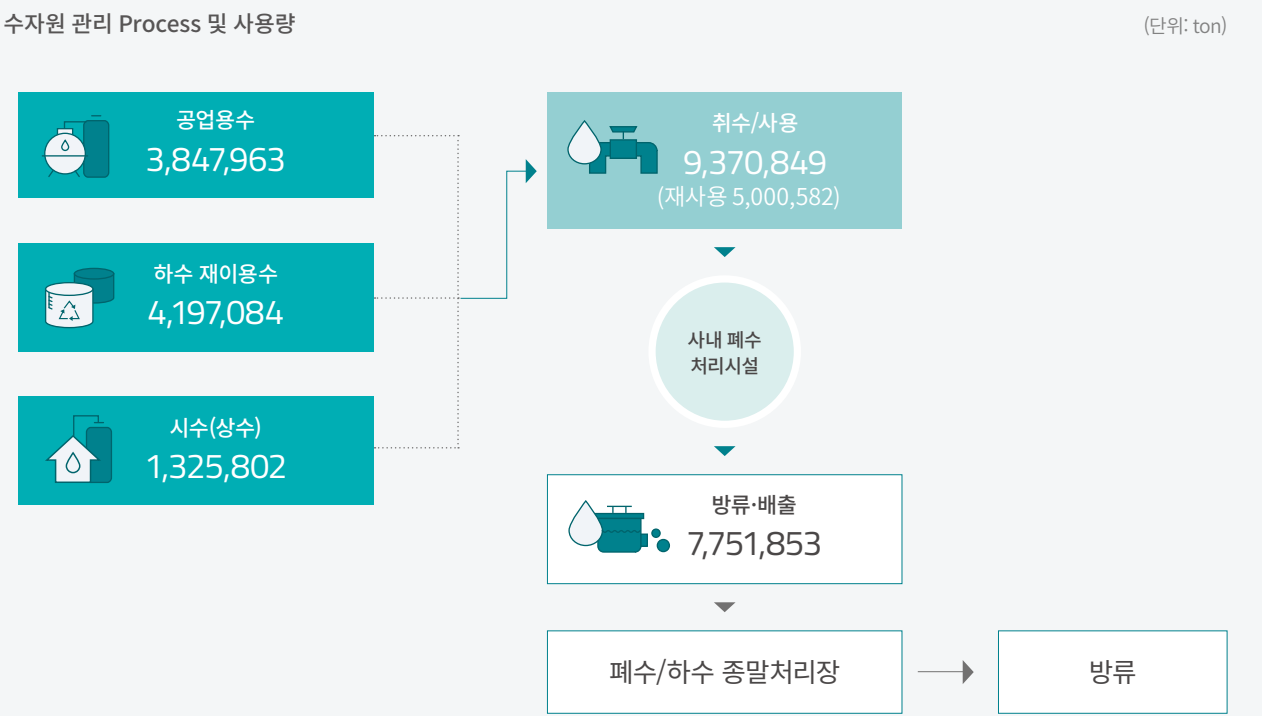 수자원 관리 Process 및 사용량
(단위: ton)
공업용수
3,847,963
하수 재이용수
4,197,084
시수(상수)
1,325,802
취수/사용
9,370,849
(재사용 5,000,582)
사내 폐수
처리시설
방류·배출
7,751,853
폐수/하수 종말처리장
방류